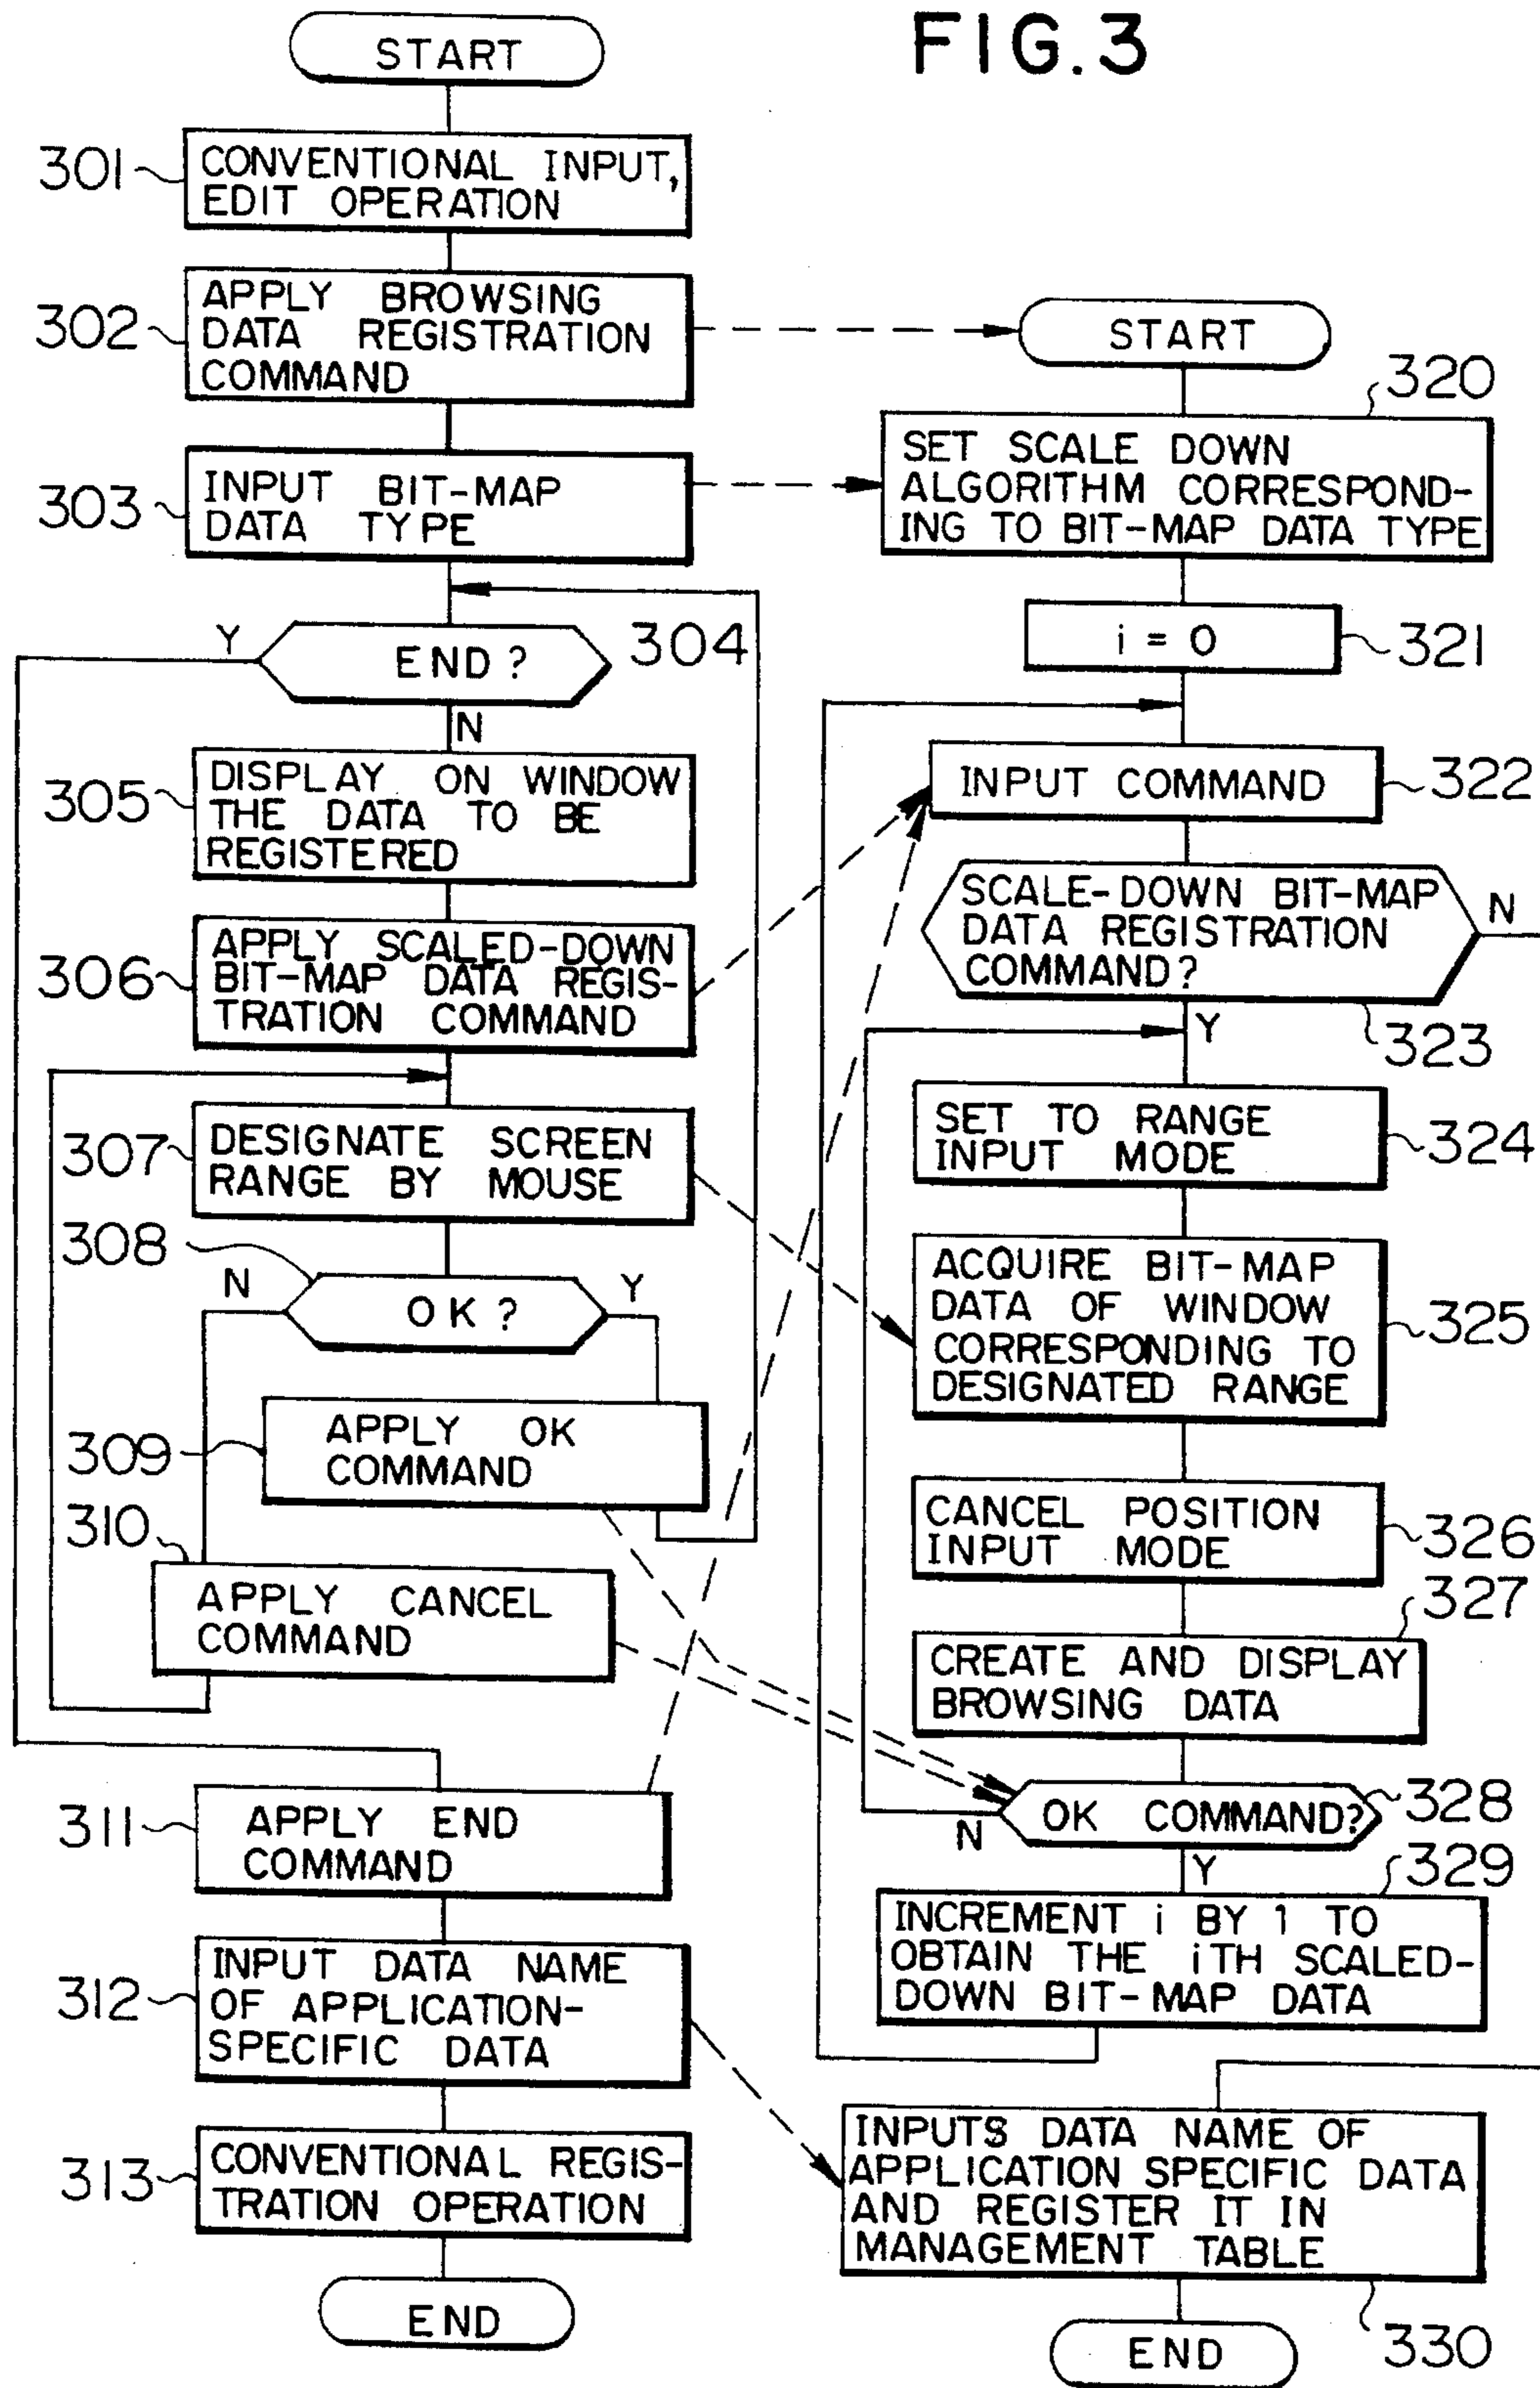 FIG.3
START
301
CONVENTIONAL INPUT,
EDIT OPERATION
302
APPLY BROWSING
DATA REGISTRATION
COMMAND
303
INPUT BIT-MAP
DATA TYPE
Y
END?
304
N
305
DISPLAY ON WINDOW
THE DATA TO BE
REGISTERED
306
APPLY SCALED-DOWN
BIT-MAP DATA REGIS-
TRATION COMMAND
307
DESIGNATE SCREEN
RANGE BY MOUSE
308
N
OK?
Y
309
APPLY OK
COMMAND
310
APPLY CANCEL
COMMAND
311
APPLY END
COMMAND
312
INPUT DATA NAME
OF APPLICATION-
SPECIFIC DATA
313
CONVENTIONAL REGIS-
TRATION OPERATION
END
START
320
SET SCALE DOWN
ALGORITHM CORRESPOND-
ING TO BIT-MAP DATA TYPE
i = 0
321
INPUT COMMAND
322
SCALE-DOWN BIT-MAP
DATA REGISTRATION
COMMAND?
N
Y
323
SET TO RANGE
INPUT MODE
324
ACQUIRE BIT-MAP
DATA OF WINDOW
CORRESPONDING TO
DESIGNATED RANGE
325
CANCEL POSITION
INPUT MODE
326
327
CREATE AND DISPLAY
BROWSING DATA
OK COMMAND?
328
N
Y
329
INCREMENT i BY 1 TO
OBTAIN THE iTH SCALED-
DOWN BIT-MAP DATA
INPUTS DATA NAME OF
APPLICATION SPECIFIC DATA
AND REGISTER IT IN
MANAGEMENT TABLE
330
END